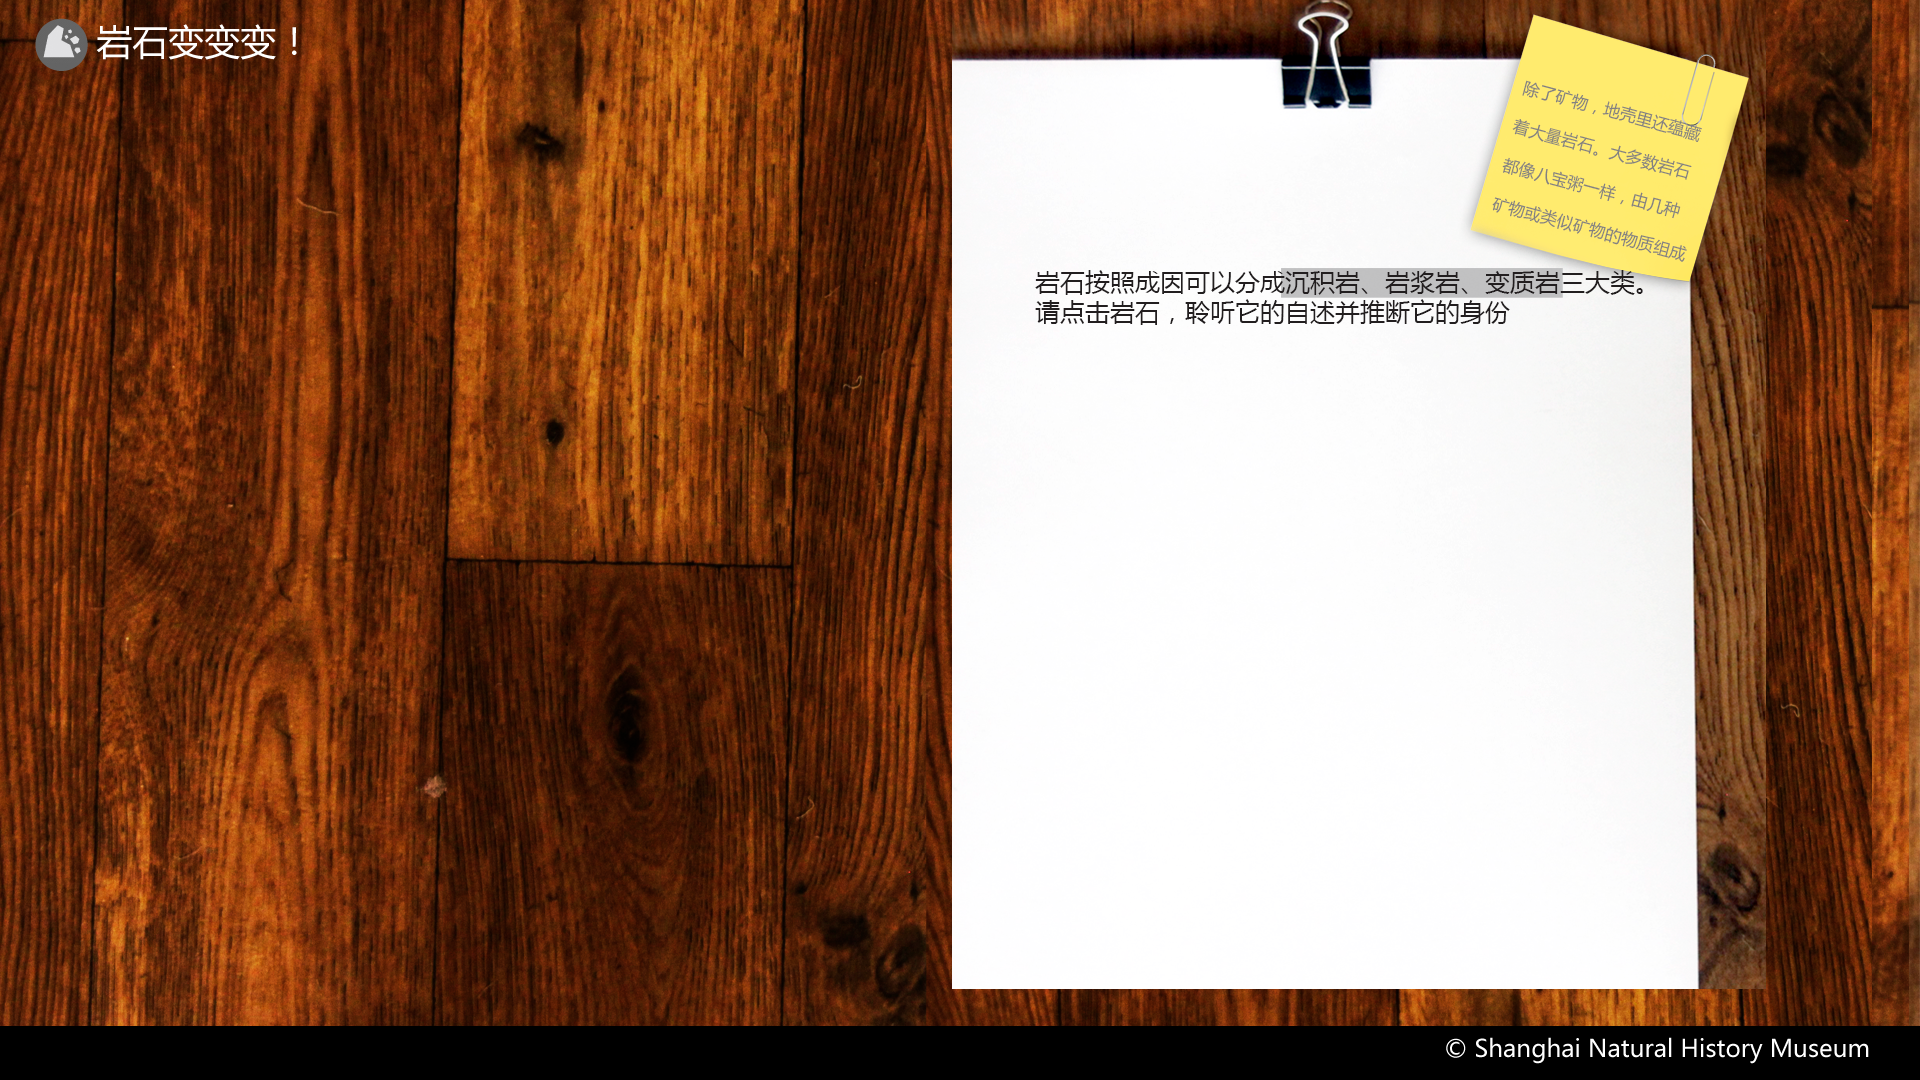 岩石变变变！
除了矿物，地壳里还蕴藏
着大量岩石。大多数岩石
都像八宝粥一样，由几种
矿物或类似矿物的物质组成
岩石按照成因可以分成沉积岩、岩浆岩、变质岩三大类。
请点击岩石，聆听它的自述并推断它的身份
© Shanghai Natural History Museum